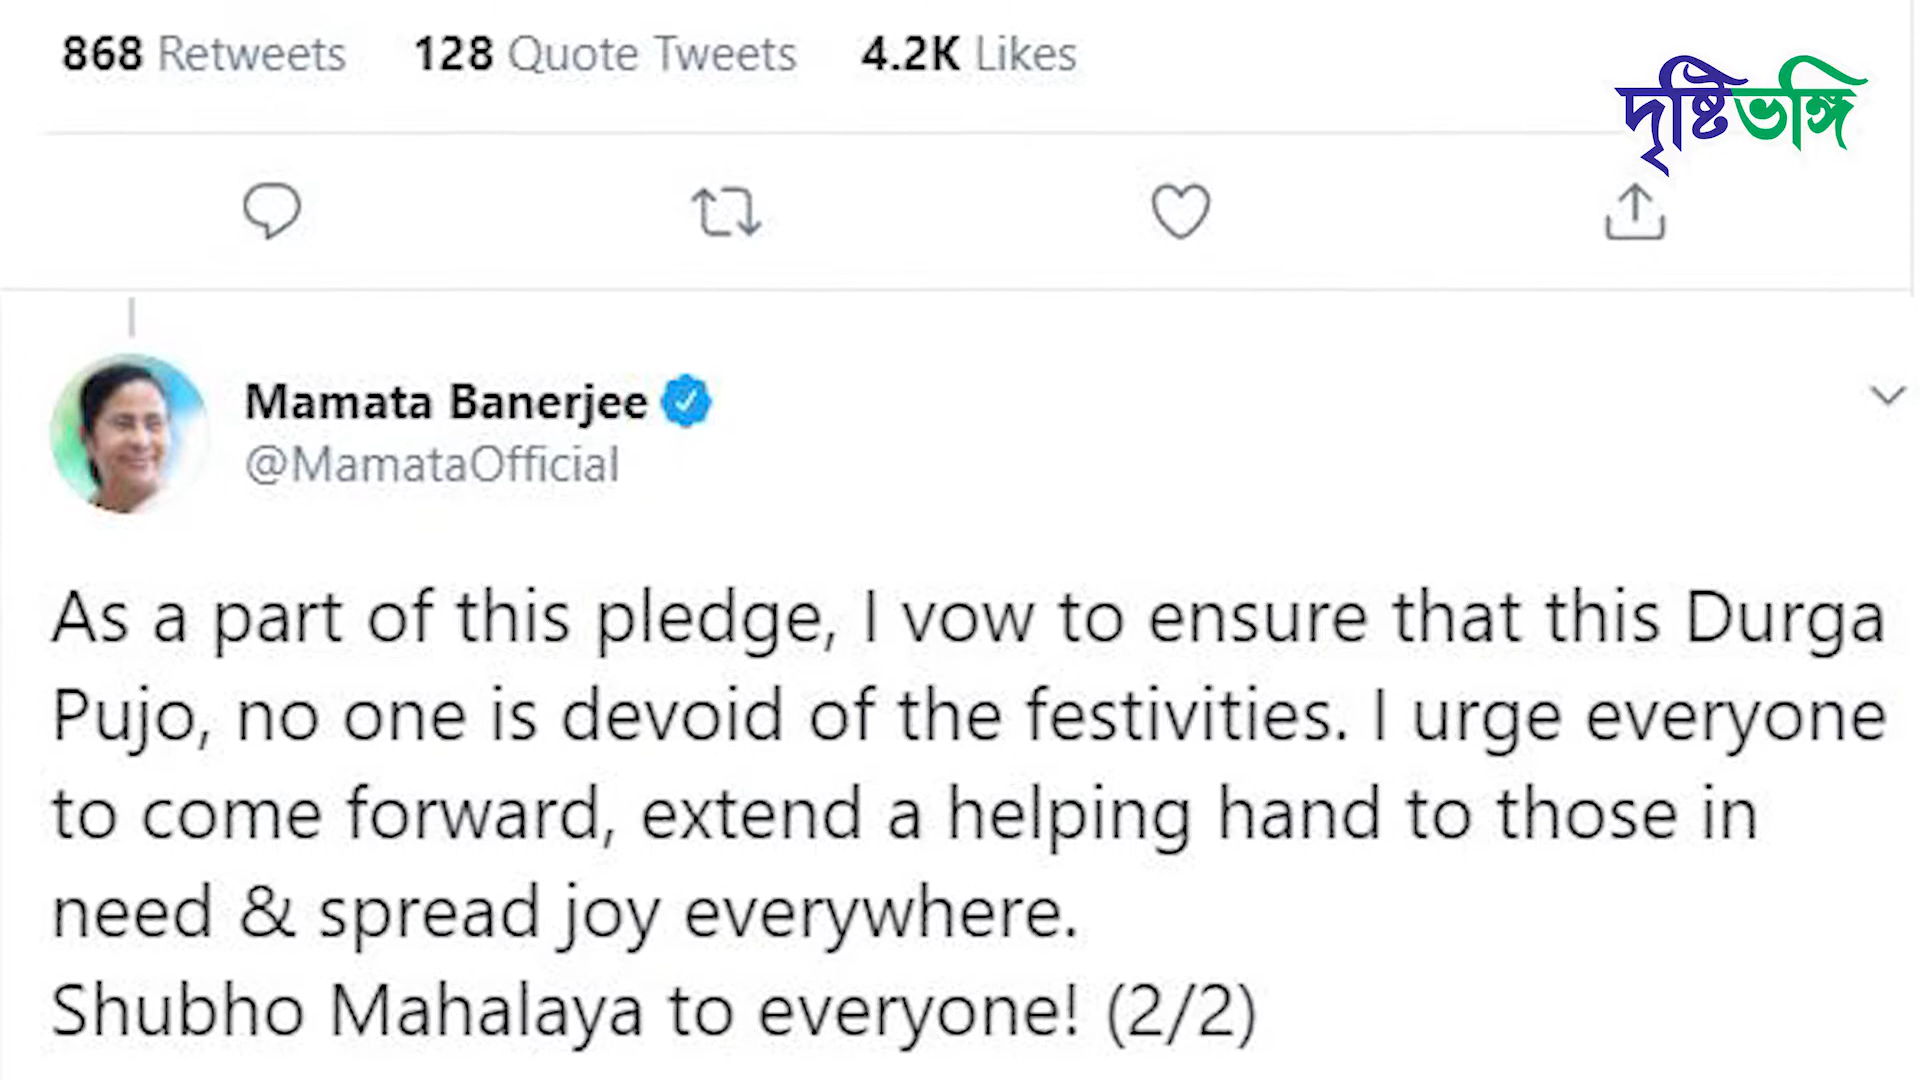 868 Retweets 128 Quote Tweets 4.2K Likes
দৃষ্টিভঙ্গি
Mamata Banerjee
@MamataOfficial
As a part of this pledge, I vow to ensure that this Durga
Pujo, no one is devoid of the festivities. I urge everyone
to come forward, extend a helping hand to those in
need & spread joy everywhere.
Shubho Mahalaya to everyone! (2/2)